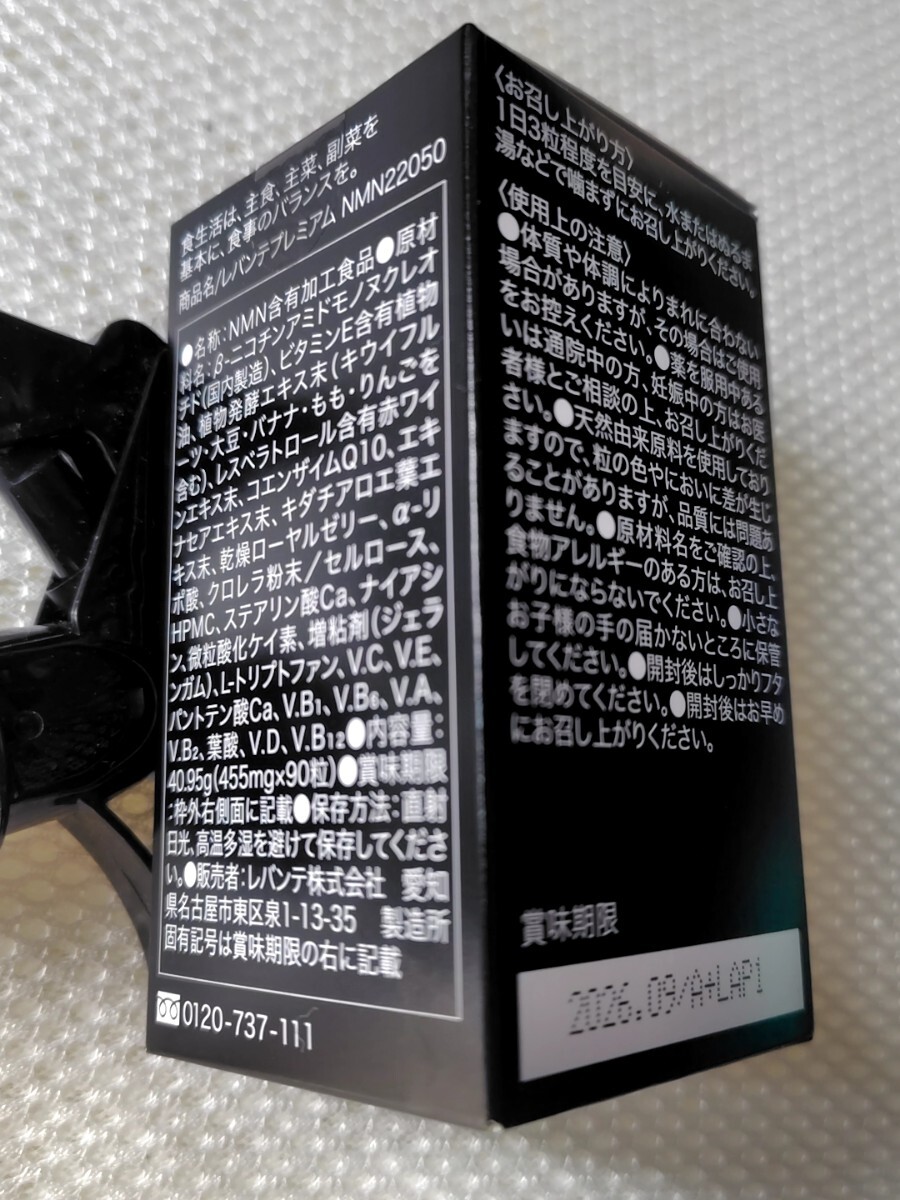 食生活は、主食、主菜、副菜を
基本に、食事のバランスを。
商品名/レバンテプレミアム NMN22050
●名称:NMN含有加工食品●原材
料名:β-ニコチンアミドモノヌクレオ
チド(国内製造)、ビタミンE含有植物
油、植物発酵エキス末(キウイフル
ーツ・大豆・バナナ・もも・りんごを
含む)、レスベラトロール含有赤ワイ
ンエキス末、コエンザイムQ10、エキ
ナセアエキス末、キダチアロエ葉エ
キス末、乾燥ローヤルゼリー、α-リ
ポ酸、クロレラ粉末/セルロース、
HPMC、ステアリン酸Ca、ナイアシ
ン、微粒酸化ケイ素、増粘剤(ジェラ
ンガム)、L-トリプトファン、V.C、V.E、
パントテン酸Ca、V.B₁、V.B₆、V.A、
V.B₂、葉酸、V.D、V.B₁₂●内容量:
40.95g(455mg×90粒)●賞味期限
:枠外右側面に記載●保存方法:直射
日光、高温多湿を避けて保存してくださ
い。●販売者:レバンテ株式会社 愛知
県名古屋市東区泉1-13-35 製造所
固有記号は賞味期限の右に記載
0120-737-111
〈お召し上がり方〉
1日3粒程度を目安に、水またはぬるま
湯などで噛まずにお召し上がりください。
〈使用上の注意〉
●体質や体調によりまれに合わない
場合がありますが、その場合はご使用
をお控えください。●薬を服用中ある
いは通院中の方、妊娠中の方はお医
者様とご相談の上、お召し上がりくだ
さい。●天然由来原料を使用しており
ますので、粒の色やにおいに差が生じ
ることがありますが、品質には問題あ
りません。●原材料名をご確認の上、
食物アレルギーのある方は、お召し上
がりにならないでください。●小さな
お子様の手の届かないところに保管
してください。●開封後はしっかりフタ
を閉めてください。●開封後はお早め
にお召し上がりください。
賞味期限
2026.09/A+LAP1